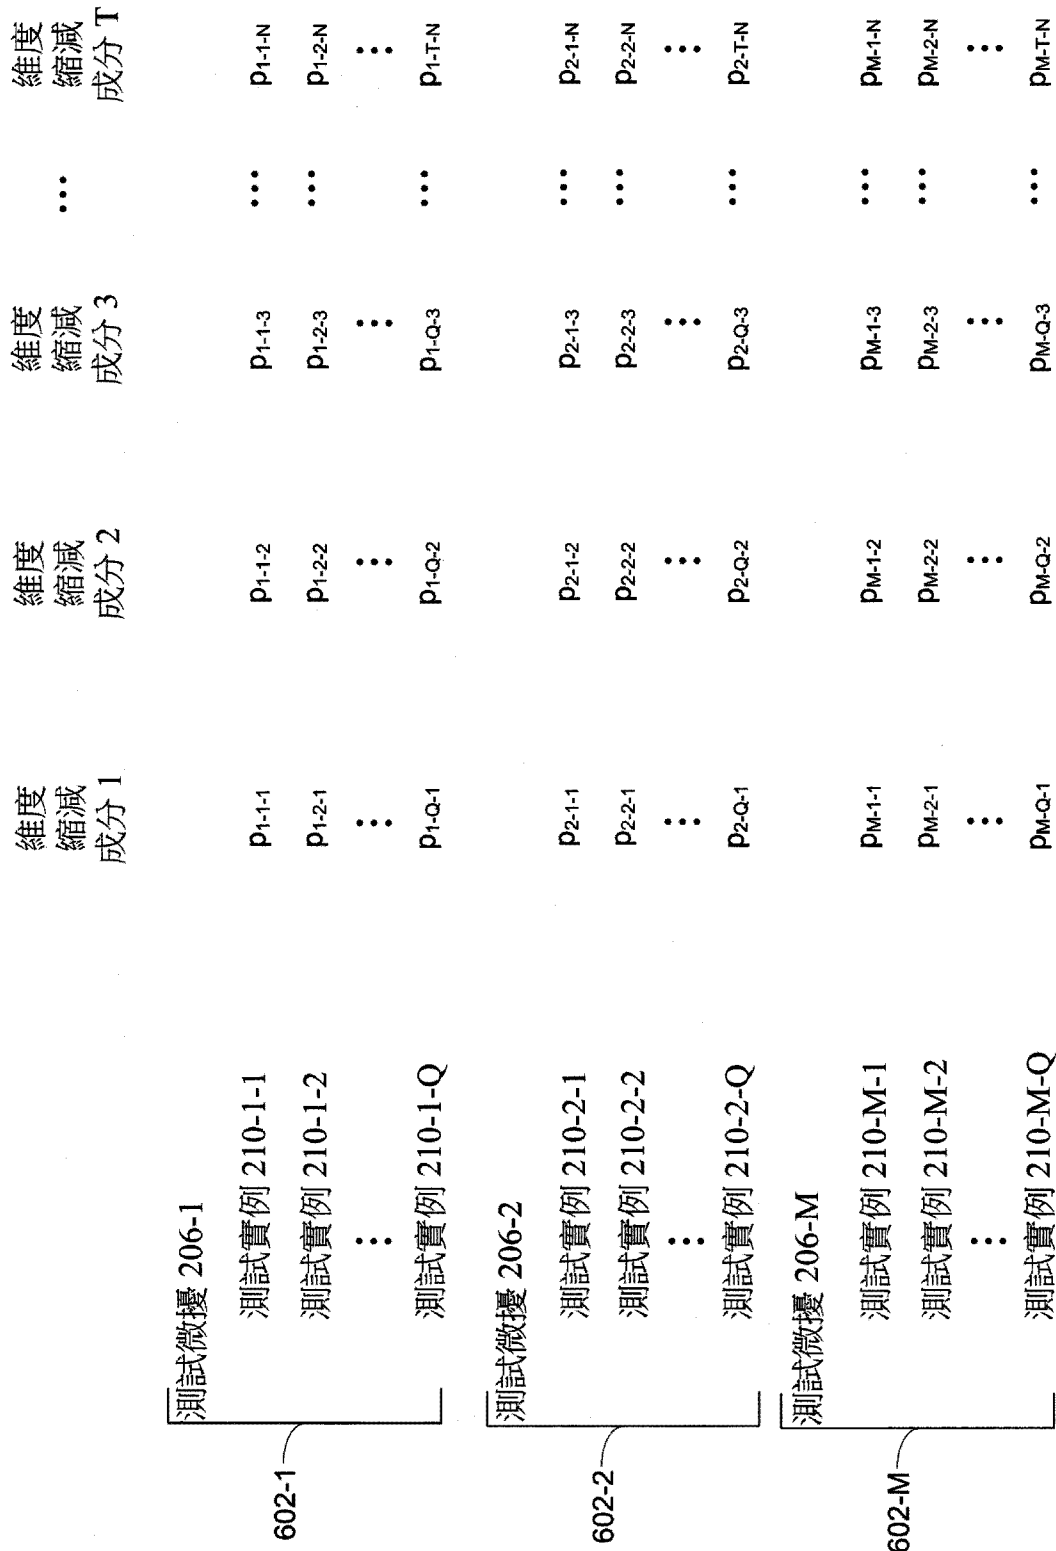 維度
縮減
成分 1
維度
縮減
成分 2
維度
縮減
成分 3
...
維度
縮減
成分 T
602-1
測試微擾 206-1
測試實例 210-1-1 p1-1-1 p1-1-2 p1-1-3 ... p1-1-N
測試實例 210-1-2 p1-2-1 p1-2-2 p1-2-3 ... p1-2-N
⋮ ⋮ ⋮ ⋮ ⋮
測試實例 210-1-Q p1-Q-1 p1-Q-2 p1-Q-3 ... p1-T-N
602-2
測試微擾 206-2
測試實例 210-2-1 p2-1-1 p2-1-2 p2-1-3 ... p2-1-N
測試實例 210-2-2 p2-2-1 p2-2-2 p2-2-3 ... p2-2-N
⋮ ⋮ ⋮ ⋮ ⋮
測試實例 210-2-Q p2-Q-1 p2-Q-2 p2-Q-3 ... p2-T-N
602-M
測試微擾 206-M
測試實例 210-M-1 pM-1-1 pM-1-2 pM-1-3 ... pM-1-N
測試實例 210-M-2 pM-2-1 pM-2-2 pM-2-3 ... pM-2-N
⋮ ⋮ ⋮ ⋮ ⋮
測試實例 210-M-Q pM-Q-1 pM-Q-2 pM-Q-3 ... pM-T-N